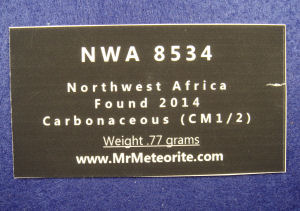 NWA 8534
Northwest Africa
Found 2014
Carbonaceous (CM1/2)
Weight .77 grams
www.MrMeteorite.com